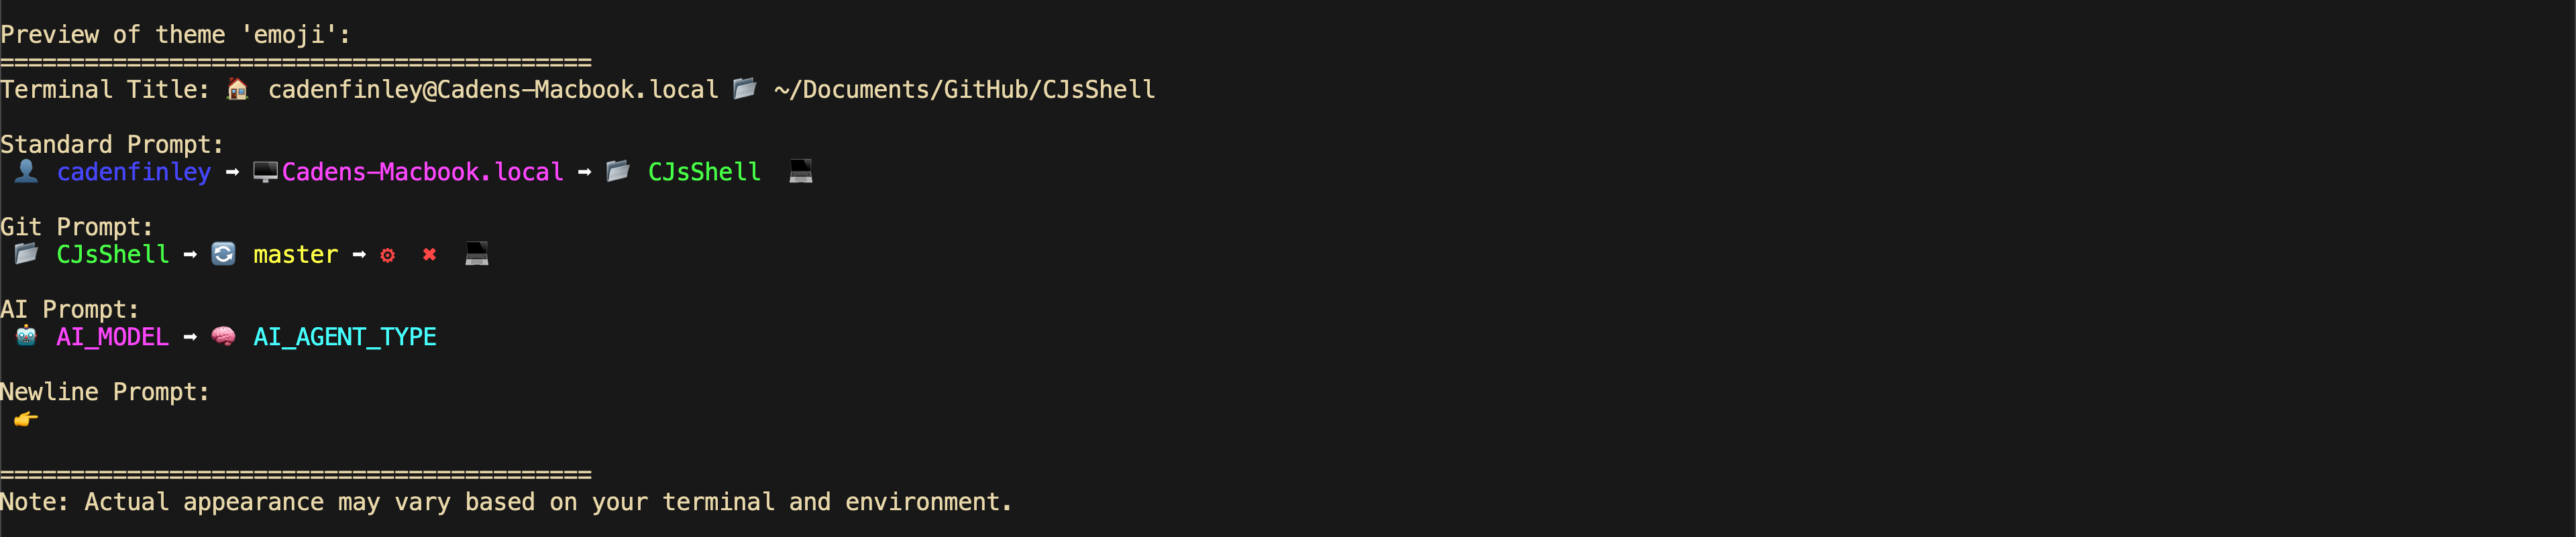 Preview of theme 'emoji':
==========================================
Terminal Title: 🏠 cadenfinley@Cadens-Macbook.local 📂 ~/Documents/GitHub/CJsShell
Standard Prompt:
👤 cadenfinley ➡ 🖥️Cadens-Macbook.local ➡ 📂 CJsShell 💻
Git Prompt:
📂 CJsShell ➡ 🔄 master ➡ ⚙ ✖ 💻
AI Prompt:
🤖 AI_MODEL ➡ 🧠 AI_AGENT_TYPE
Newline Prompt:
👉
==========================================
Note: Actual appearance may vary based on your terminal and environment.